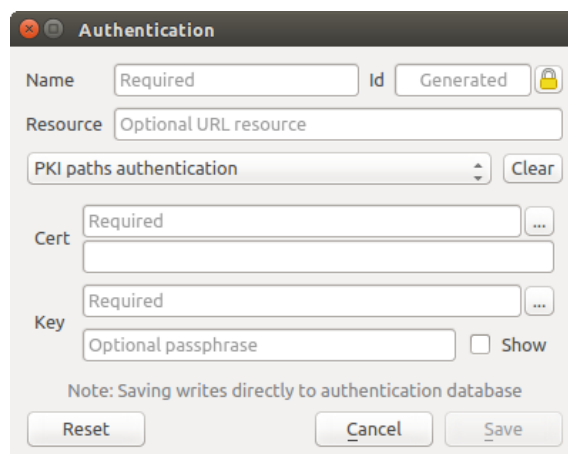 Authentication
Name Required Id Generated
Resource Optional URL resource
PKI paths authentication Clear
Cert Required ...
Key Required ...
Optional passphrase Show
Note: Saving writes directly to authentication database
Reset Cancel Save